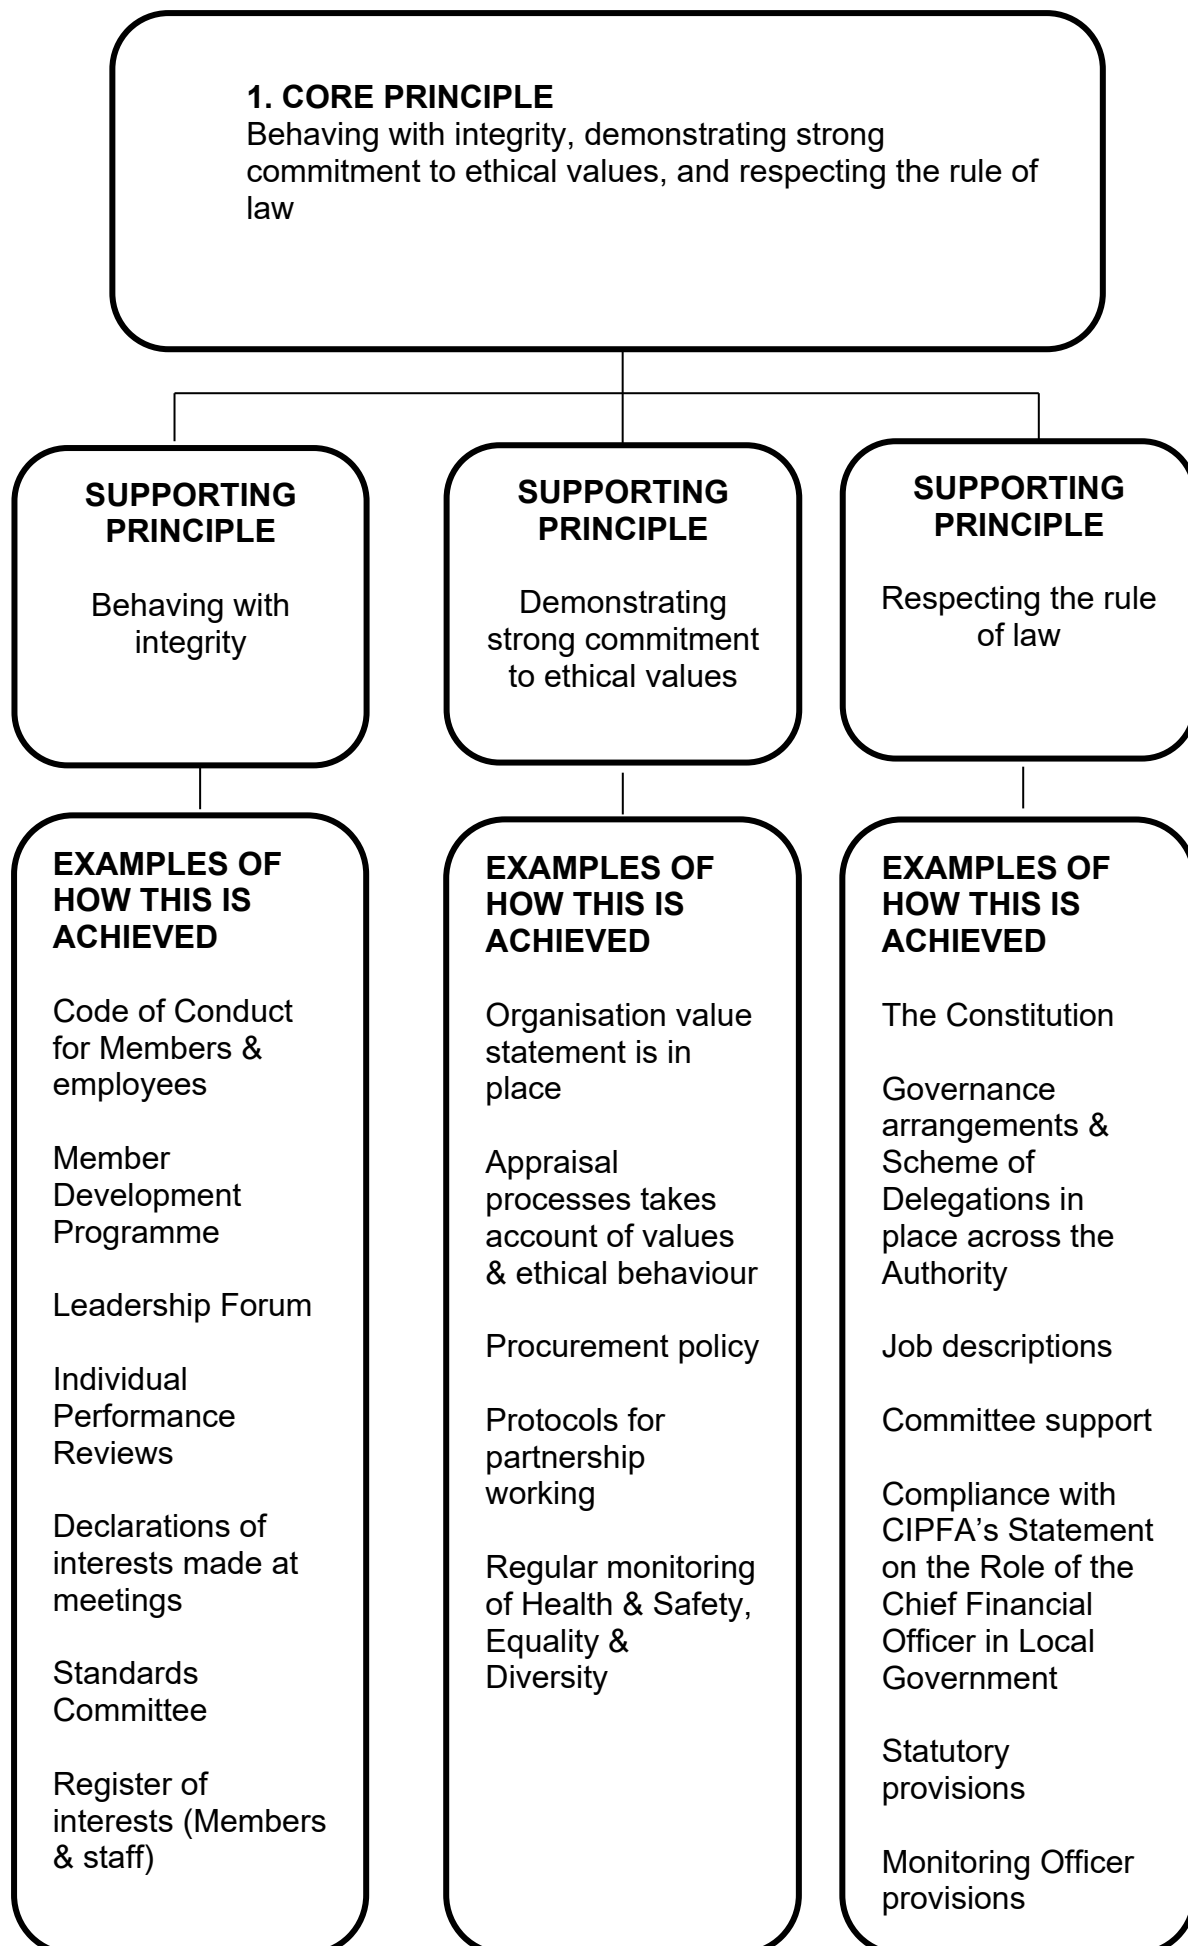 1. CORE PRINCIPLE
Behaving with integrity, demonstrating strong
commitment to ethical values, and respecting the rule of
law
SUPPORTING
PRINCIPLE
Behaving with
integrity
SUPPORTING
PRINCIPLE
Demonstrating
strong commitment
to ethical values
SUPPORTING
PRINCIPLE
Respecting the rule
of law
EXAMPLES OF
HOW THIS IS
ACHIEVED
Code of Conduct
for Members &
employees
Member
Development
Programme
Leadership Forum
Individual
Performance
Reviews
Declarations of
interests made at
meetings
Standards
Committee
Register of
interests (Members
& staff)
EXAMPLES OF
HOW THIS IS
ACHIEVED
Organisation value
statement is in
place
Appraisal
processes takes
account of values
& ethical behaviour
Procurement policy
Protocols for
partnership
working
Regular monitoring
of Health & Safety,
Equality &
Diversity
EXAMPLES OF
HOW THIS IS
ACHIEVED
The Constitution
Governance
arrangements &
Scheme of
Delegations in
place across the
Authority
Job descriptions
Committee support
Compliance with
CIPFA’s Statement
on the Role of the
Chief Financial
Officer in Local
Government
Statutory
provisions
Monitoring Officer
provisions